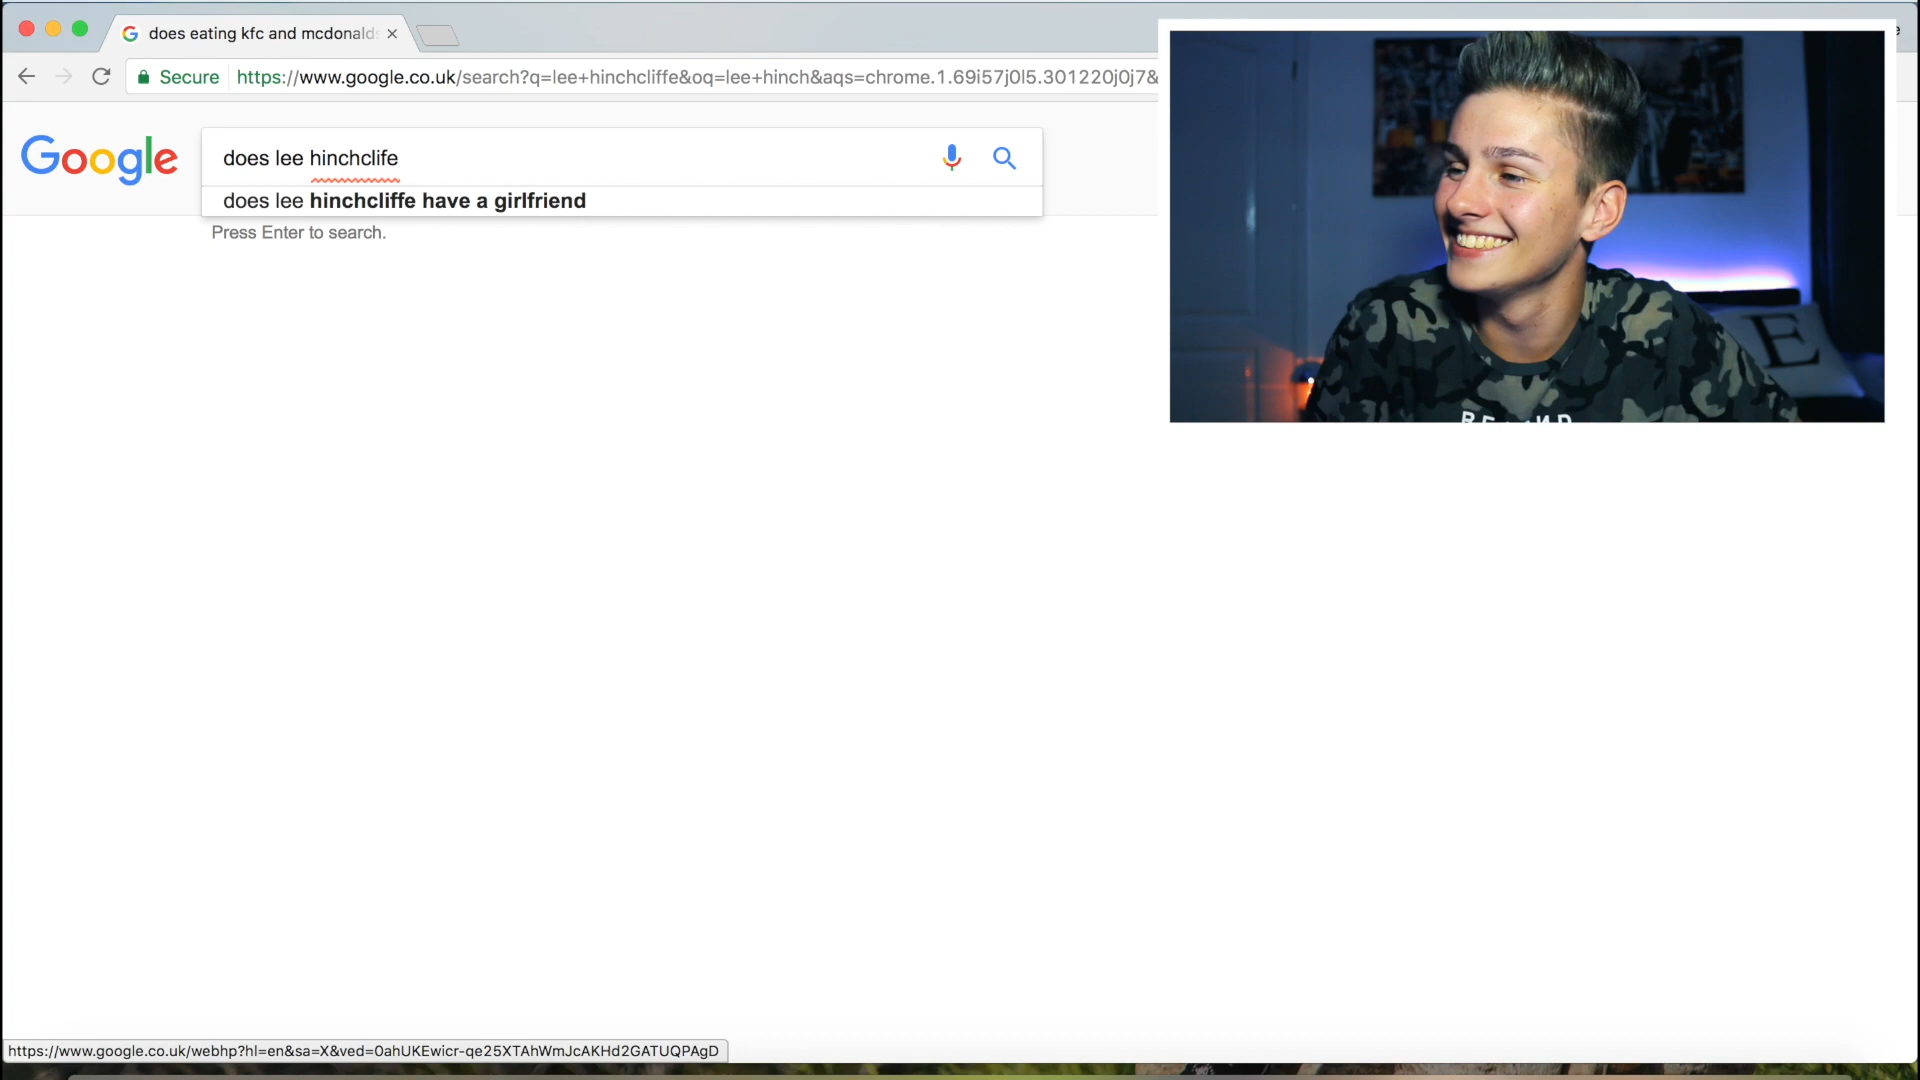 does eating kfc and mcdonalds
Secure
https://www.google.co.uk/search?q=lee+hinchcliffe&oq=lee+hinch&aqs=chrome.1.69i57j0l5.301220j0j7&
Google
does lee hinchclife
does lee hinchcliffe have a girlfriend
Press Enter to search.
E
https://www.google.co.uk/webhp?hl=en&sa=X&ved=0ahUKEwicr-qe25XTAhWmJcAKHd2GATUQPAgD